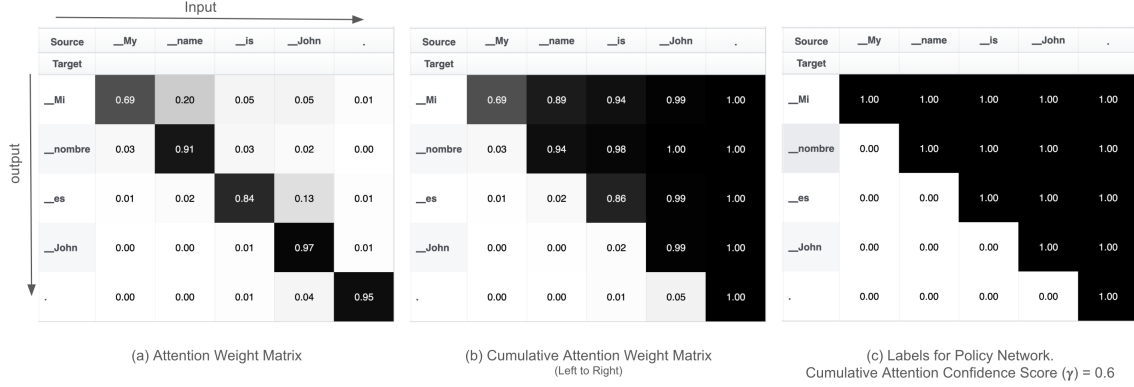 Input
output
Source __My __name __is __John .
Target
__Mi 0.69 0.20 0.05 0.05 0.01
__nombre 0.03 0.91 0.03 0.02 0.00
__es 0.01 0.02 0.84 0.13 0.01
__John 0.00 0.00 0.01 0.97 0.01
. 0.00 0.00 0.01 0.04 0.95
(a) Attention Weight Matrix
Source __My __name __is __John .
Target
__Mi 0.69 0.89 0.94 0.99 1.00
__nombre 0.03 0.94 0.98 1.00 1.00
__es 0.01 0.02 0.86 0.99 1.00
__John 0.00 0.00 0.02 0.99 1.00
. 0.00 0.00 0.01 0.05 1.00
(b) Cumulative Attention Weight Matrix
(Left to Right)
Source __My __name __is __John .
Target
__Mi 1.00 1.00 1.00 1.00 1.00
__nombre 0.00 1.00 1.00 1.00 1.00
__es 0.00 0.00 1.00 1.00 1.00
__John 0.00 0.00 0.00 1.00 1.00
. 0.00 0.00 0.00 0.00 1.00
(c) Labels for Policy Network.
Cumulative Attention Confidence Score (γ) = 0.6